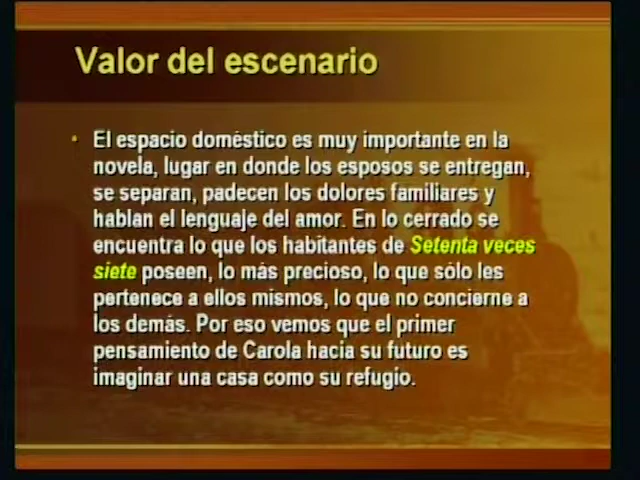 Valor del escenario
• El espacio doméstico es muy importante en la
novela, lugar en donde los esposos se entregan,
se separan, padecen los dolores familiares y
hablan el lenguaje del amor. En lo cerrado se
encuentra lo que los habitantes de Setenta veces
siete poseen, lo más precioso, lo que sólo les
pertenece a ellos mismos, lo que no concierne a
los demás. Por eso vemos que el primer
pensamiento de Carola hacia su futuro es
imaginar una casa como su refugio.